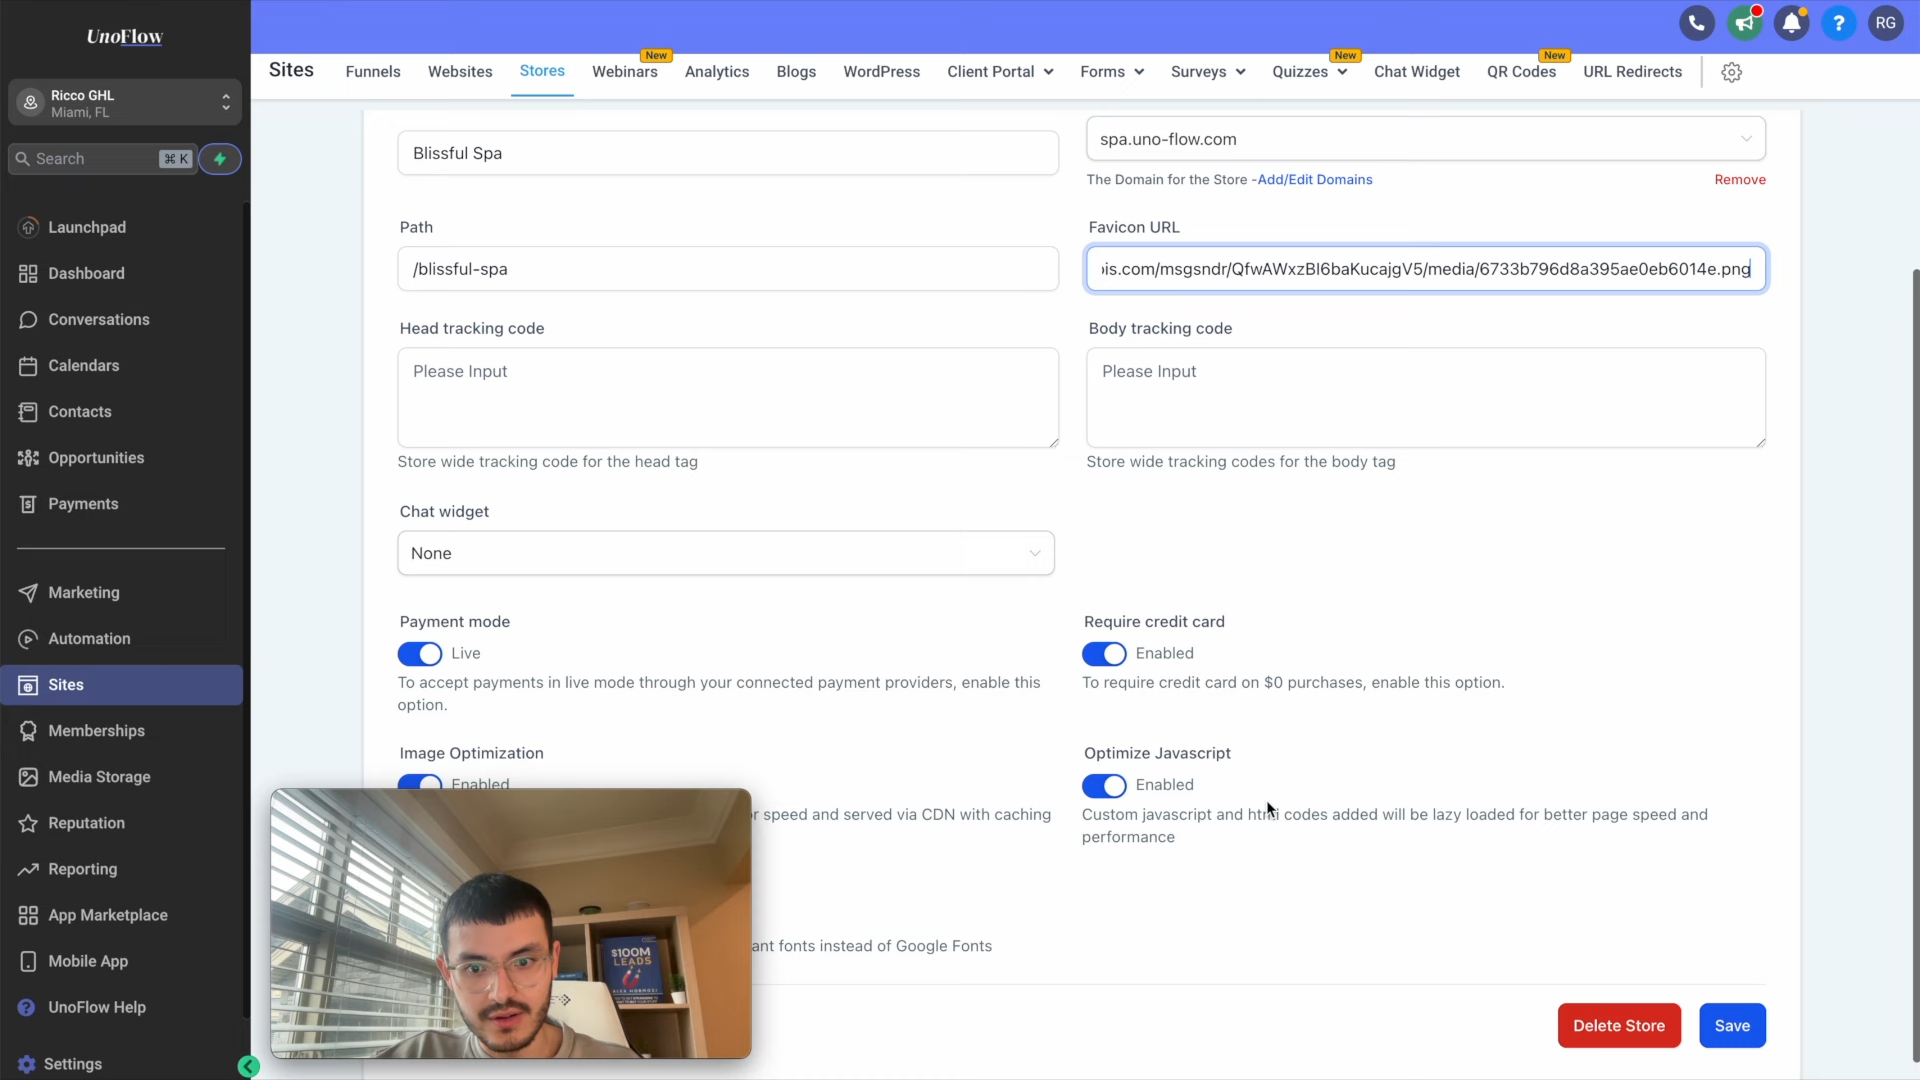 UnoFlow
RG
Sites
Funnels
Websites
Stores
Webinars
New
Analytics
Blogs
WordPress
Client Portal
Forms
Surveys
Quizzes
New
Chat Widget
QR Codes
New
URL Redirects
Ricco GHL
Miami, FL
Search
⌘ K
Launchpad
Dashboard
Conversations
Calendars
Contacts
Opportunities
Payments
Marketing
Automation
Sites
Memberships
Media Storage
Reputation
Reporting
App Marketplace
Mobile App
UnoFlow Help
Settings
Blissful Spa
spa.uno-flow.com
The Domain for the Store -Add/Edit Domains
Remove
Path
/blissful-spa
Favicon URL
is.com/msgsndr/QfwAWxzBl6baKucajgV5/media/6733b796d8a395ae0eb6014e.png
Head tracking code
Please Input
Store wide tracking code for the head tag
Body tracking code
Please Input
Store wide tracking codes for the body tag
Chat widget
None
Payment mode
Live
To accept payments in live mode through your connected payment providers, enable this
option.
Require credit card
Enabled
To require credit card on $0 purchases, enable this option.
Image Optimization
Enabled
r speed and served via CDN with caching
Optimize Javascript
Enabled
Custom javascript and html codes added will be lazy loaded for better page speed and
performance
ant fonts instead of Google Fonts
$100M
LEADS
ALEX HORMOZI
Delete Store
Save